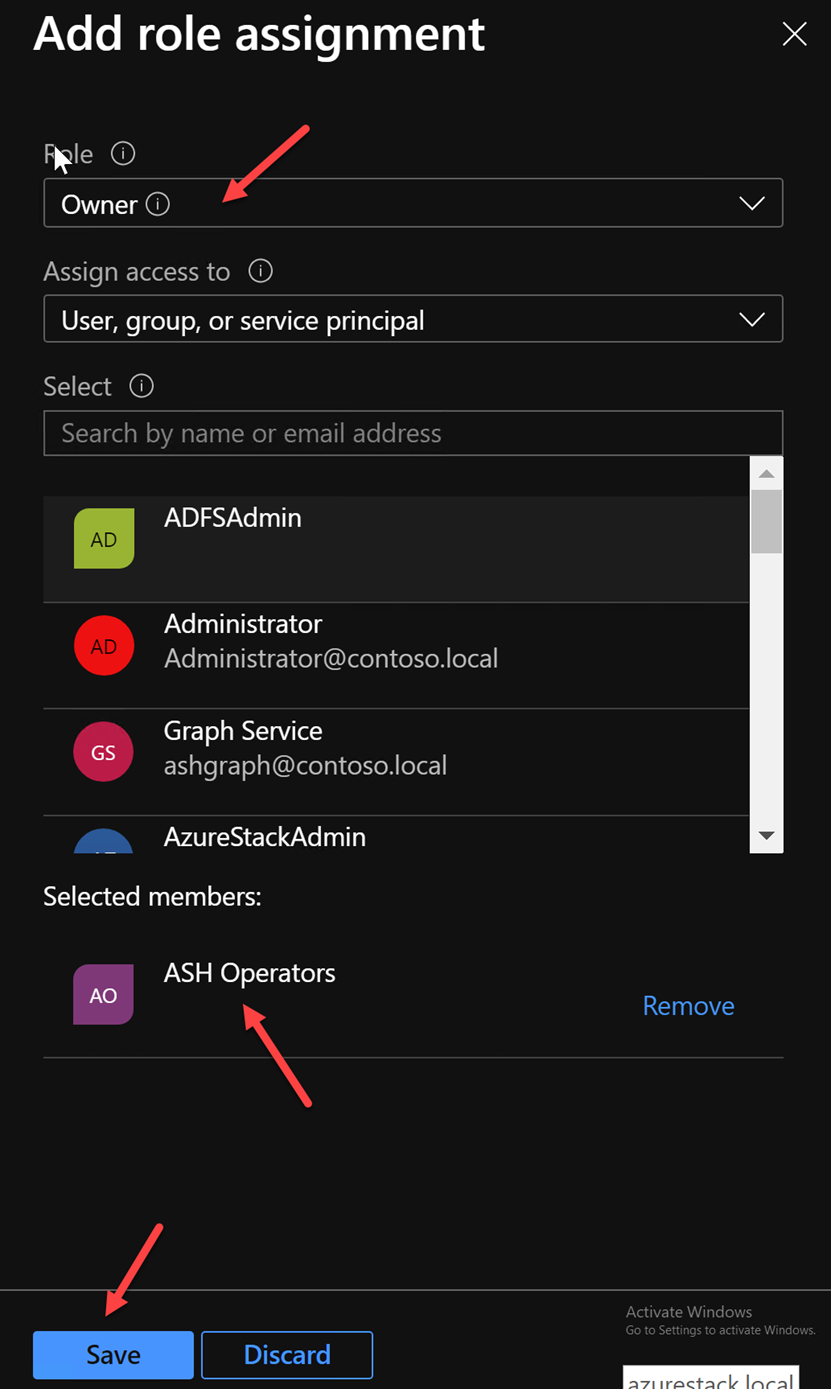 Add role assignment
Role
Owner
Assign access to
User, group, or service principal
Select
Search by name or email address
AD
ADFSAdmin
AD
Administrator
Administrator@contoso.local
GS
Graph Service
ashgraph@contoso.local
AzureStackAdmin
Selected members:
AO
ASH Operators
Remove
Activate Windows
Go to Settings to activate Windows.
Save
Discard
azurestack.local